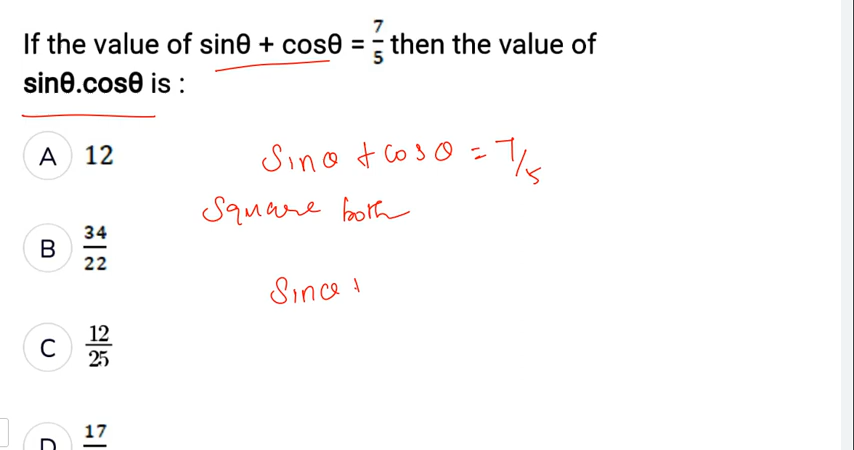 If the value of sinθ + cosθ = 7/5 then the value of
sinθ.cosθ is :
A 12
Sinθ + Cosθ = 7/5
Square both
B 34/22
Sinθ +
C 12/25
D 17